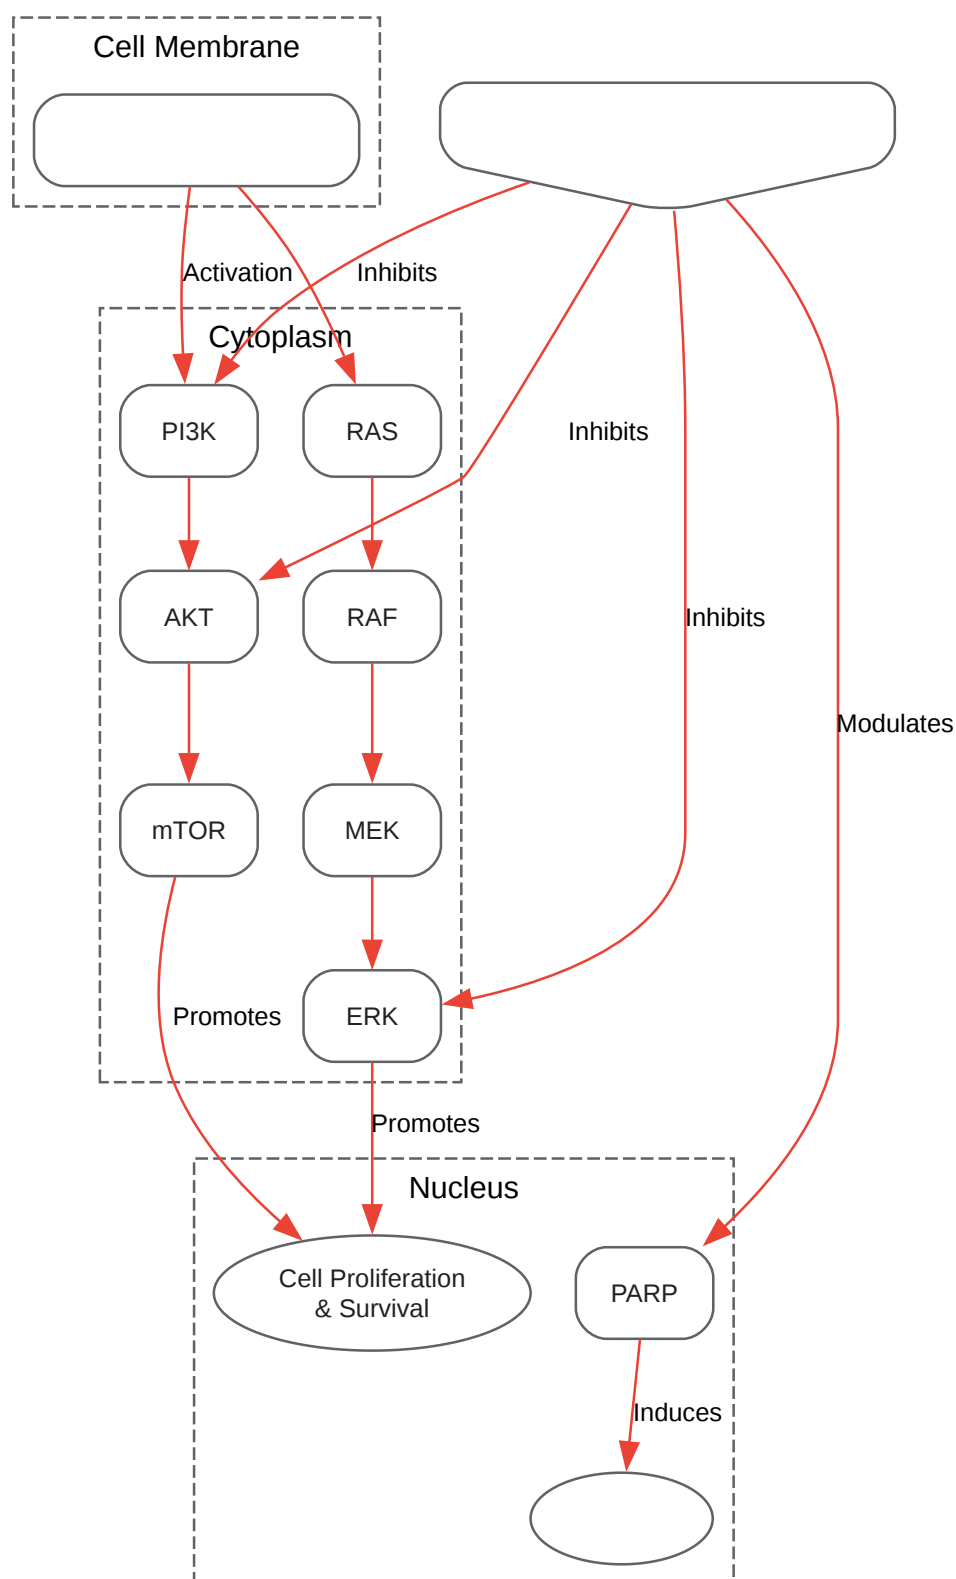 Cell Membrane
Activation
Inhibits
Cytoplasm
PI3K
RAS
Inhibits
AKT
RAF
Inhibits
Modulates
mTOR
MEK
Promotes
ERK
Promotes
Nucleus
Cell Proliferation
& Survival
PARP
Induces